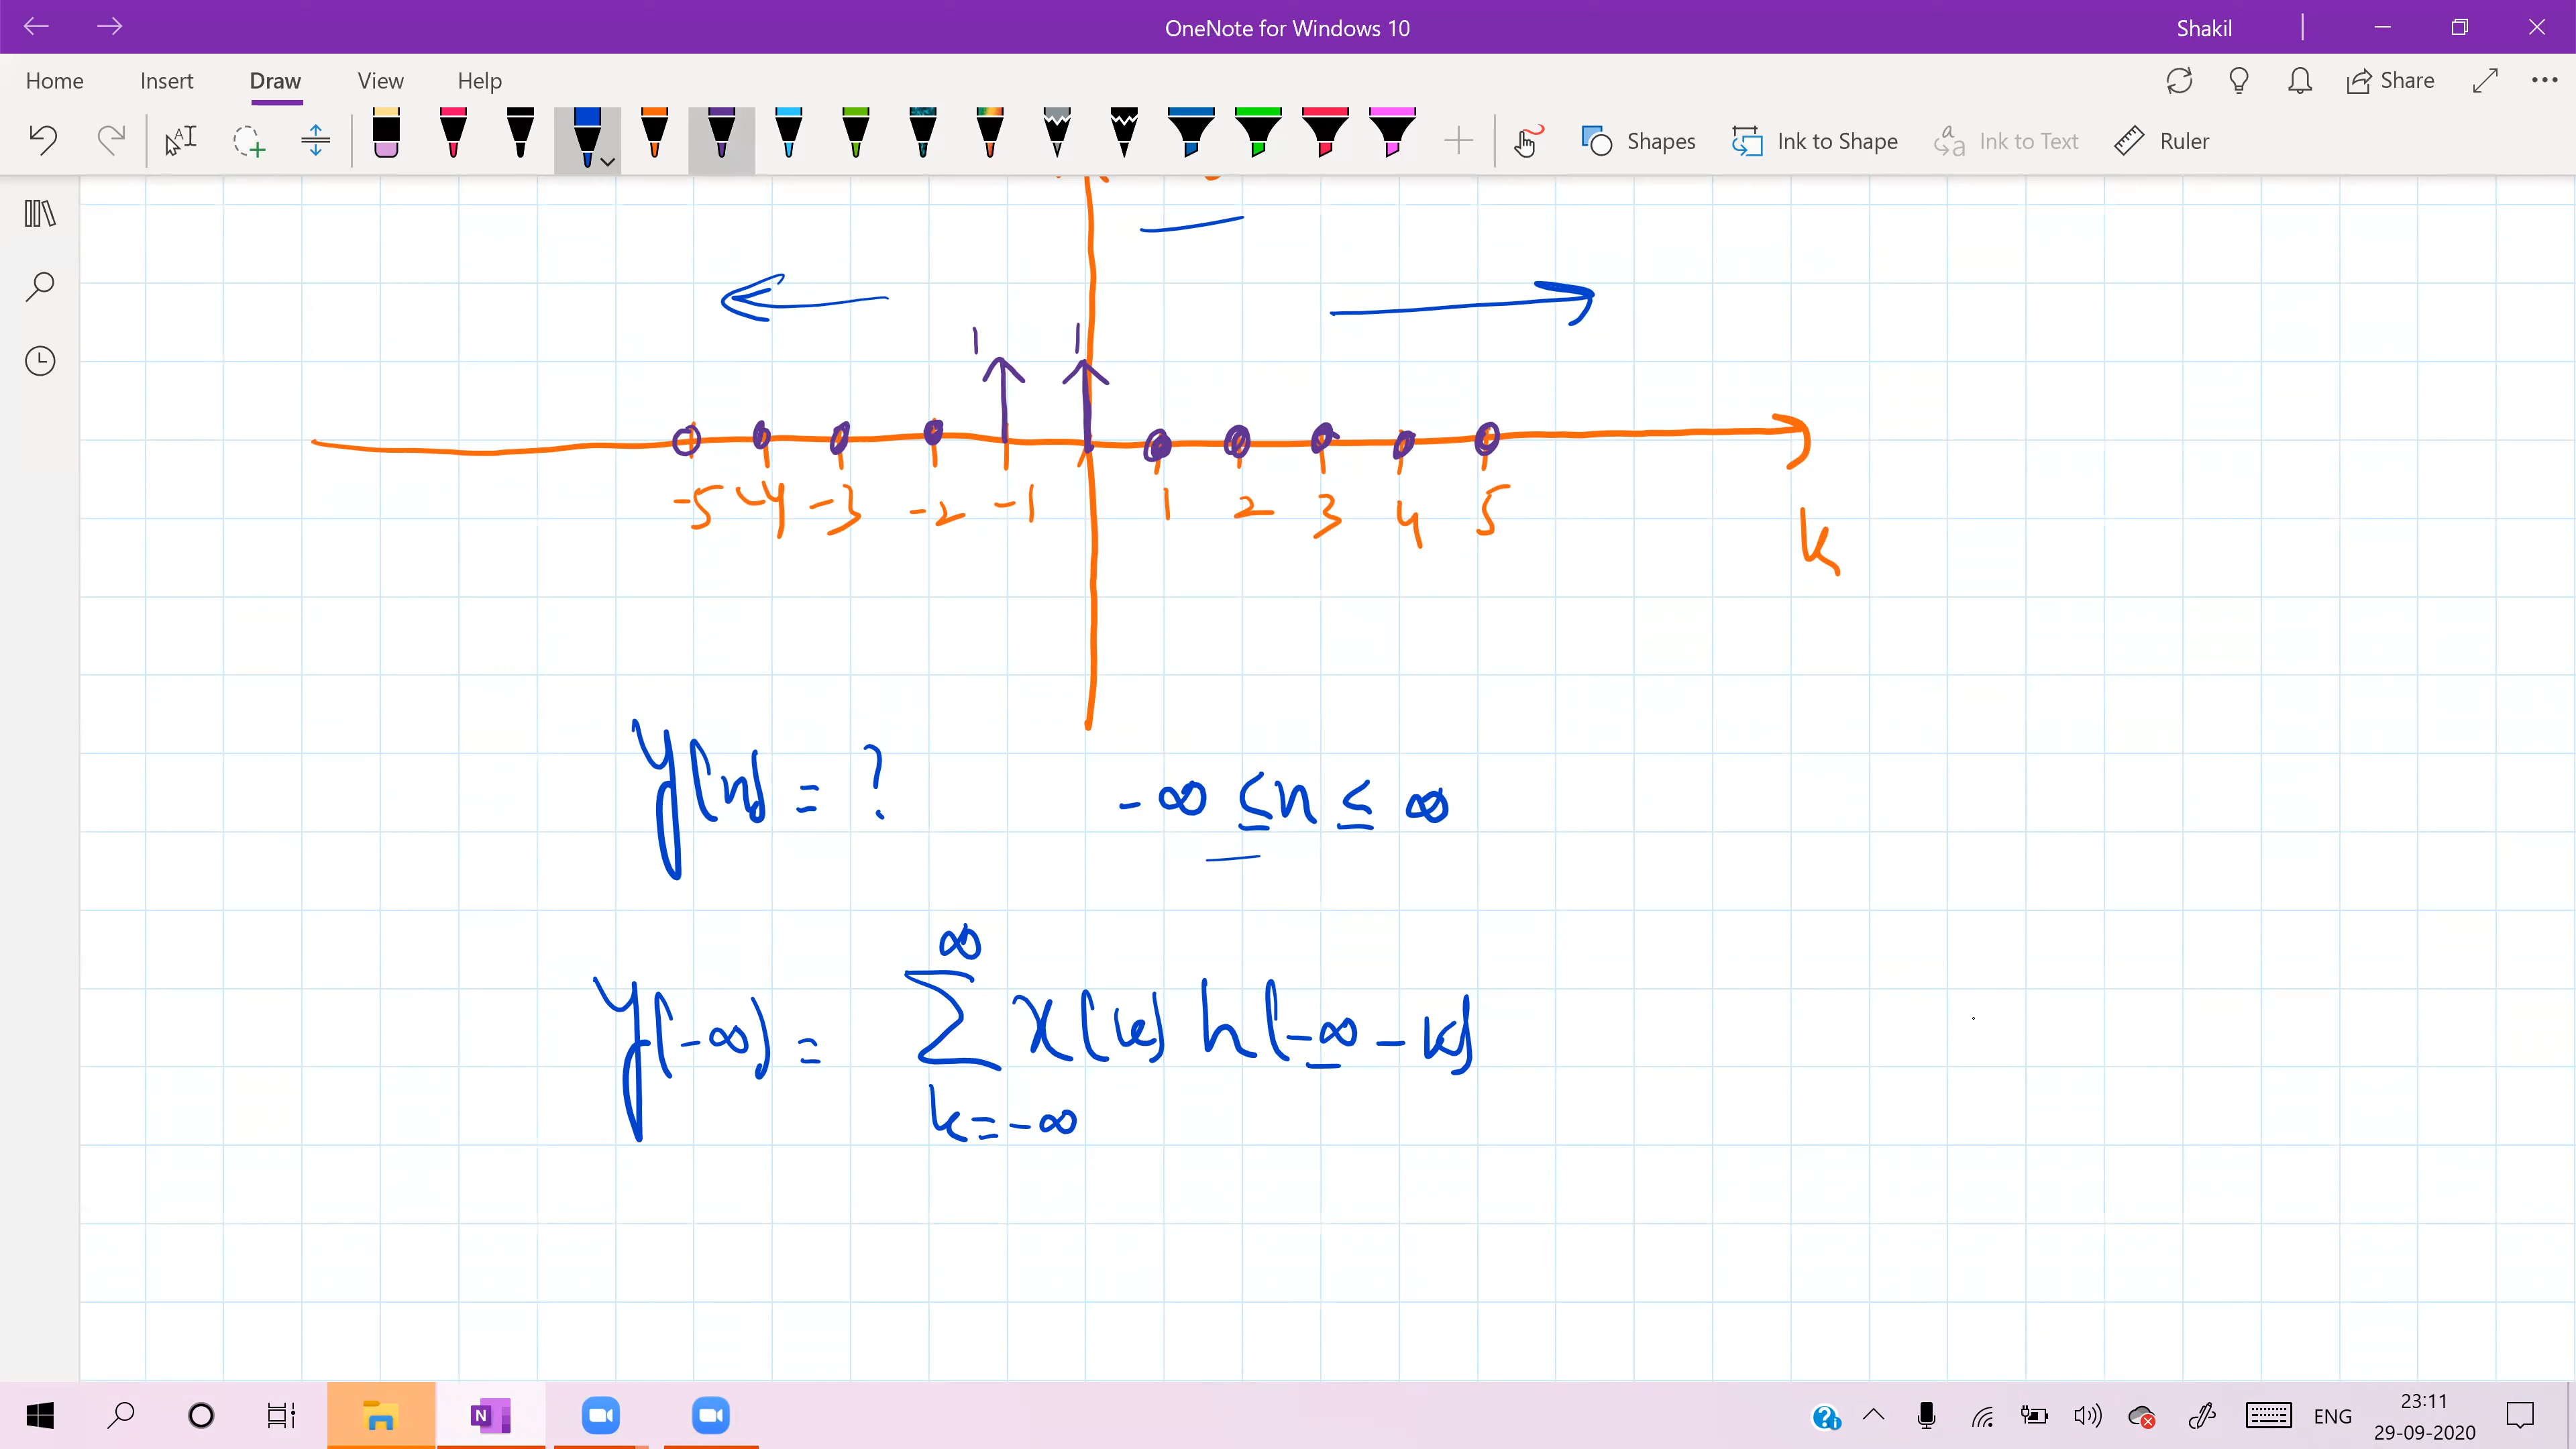 OneNote for Windows 10
Shakil
Home Insert Draw View Help
Share
Shapes Ink to Shape Ink to Text Ruler
1 1
-5 -4 -3 -2 -1 1 2 3 4 5
k
y[n] = ? -∞ ≤ n ≤ ∞
∞
y[-∞] = ∑ x[k] h[-∞ - k]
k = -∞
ENG
23:11
29-09-2020